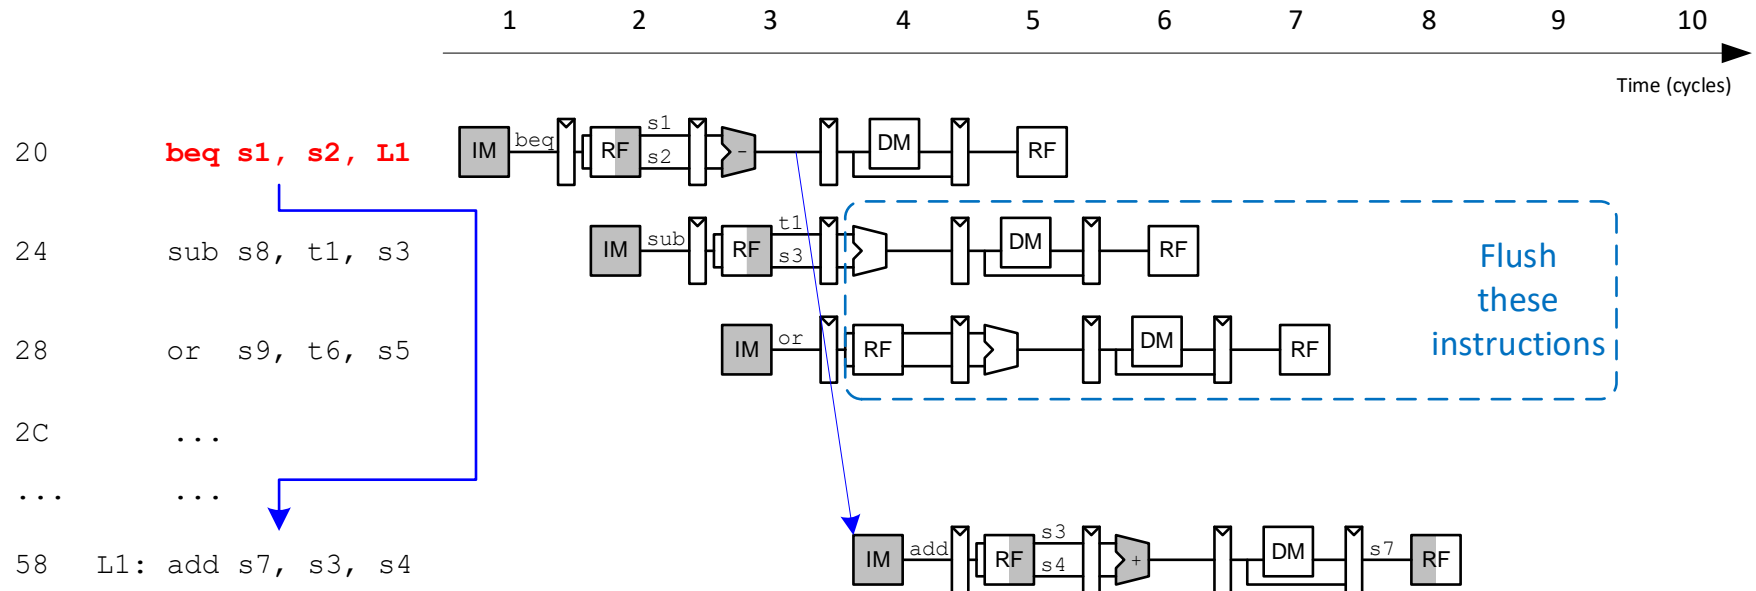 1 2 3 4 5 6 7 8 9 10
Time (cycles)
20 beq s1, s2, L1 IM beq RF s1 s2 - DM RF
24 sub s8, t1, s3 IM sub RF t1 s3 DM RF
28 or s9, t6, s5 IM or RF DM RF
Flush
these
instructions
2C ...
... ...
58 L1: add s7, s3, s4 IM add RF s3 s4 + DM s7 RF